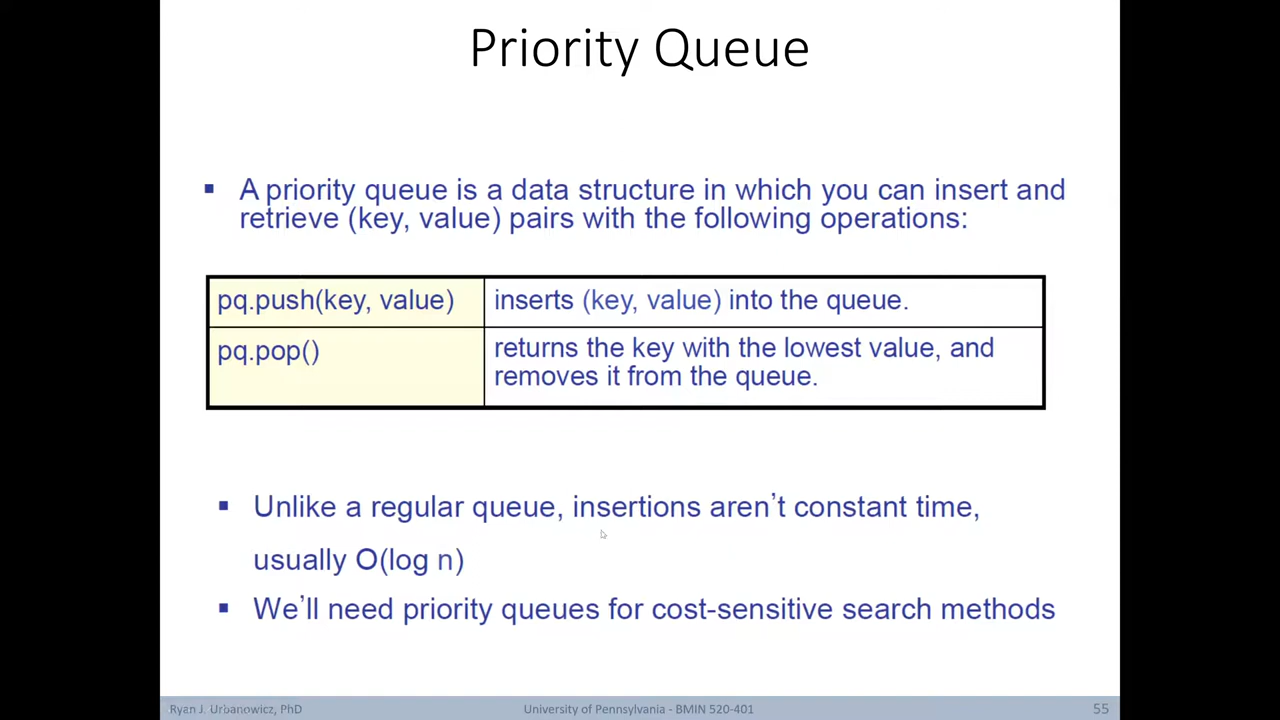 Priority Queue
▪ A priority queue is a data structure in which you can insert and
retrieve (key, value) pairs with the following operations:
pq.push(key, value) inserts (key, value) into the queue.
pq.pop() returns the key with the lowest value, and
removes it from the queue.
▪ Unlike a regular queue, insertions aren’t constant time,
usually O(log n)
▪ We’ll need priority queues for cost-sensitive search methods
Ryan J. Urbanowicz, PhD University of Pennsylvania - BMIN 520-401 55